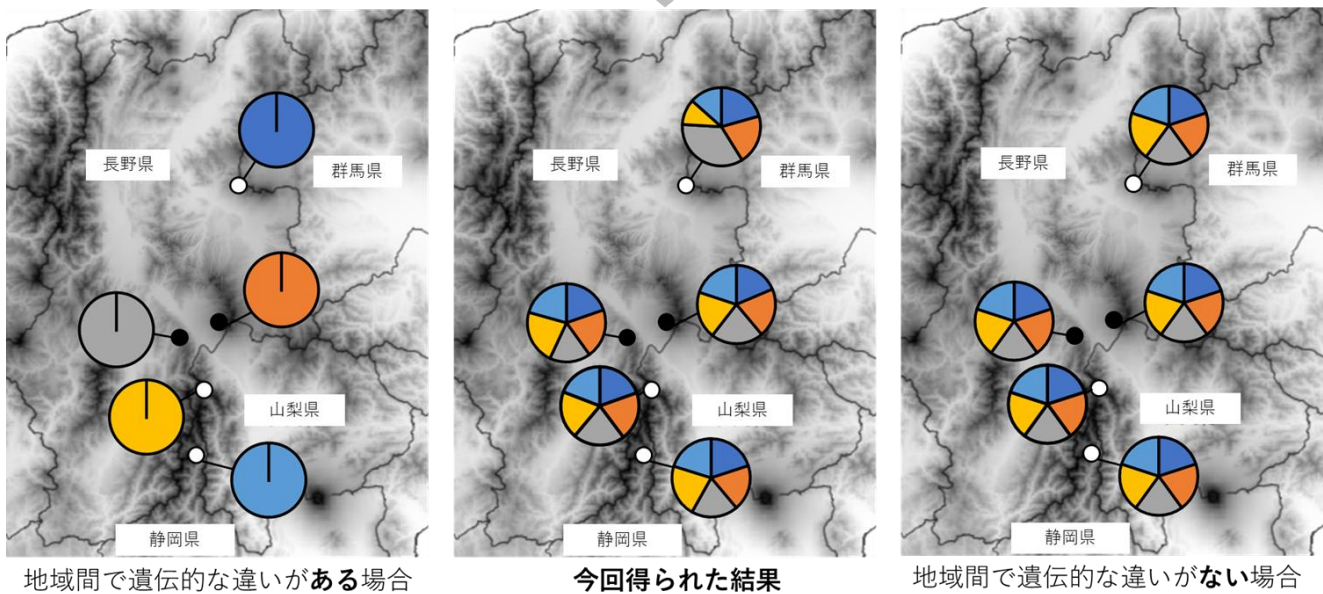 長野県
群馬県
山梨県
静岡県
地域間で遺伝的な違いがある場合
長野県
群馬県
山梨県
静岡県
今回得られた結果
長野県
群馬県
山梨県
静岡県
地域間で遺伝的な違いがない場合